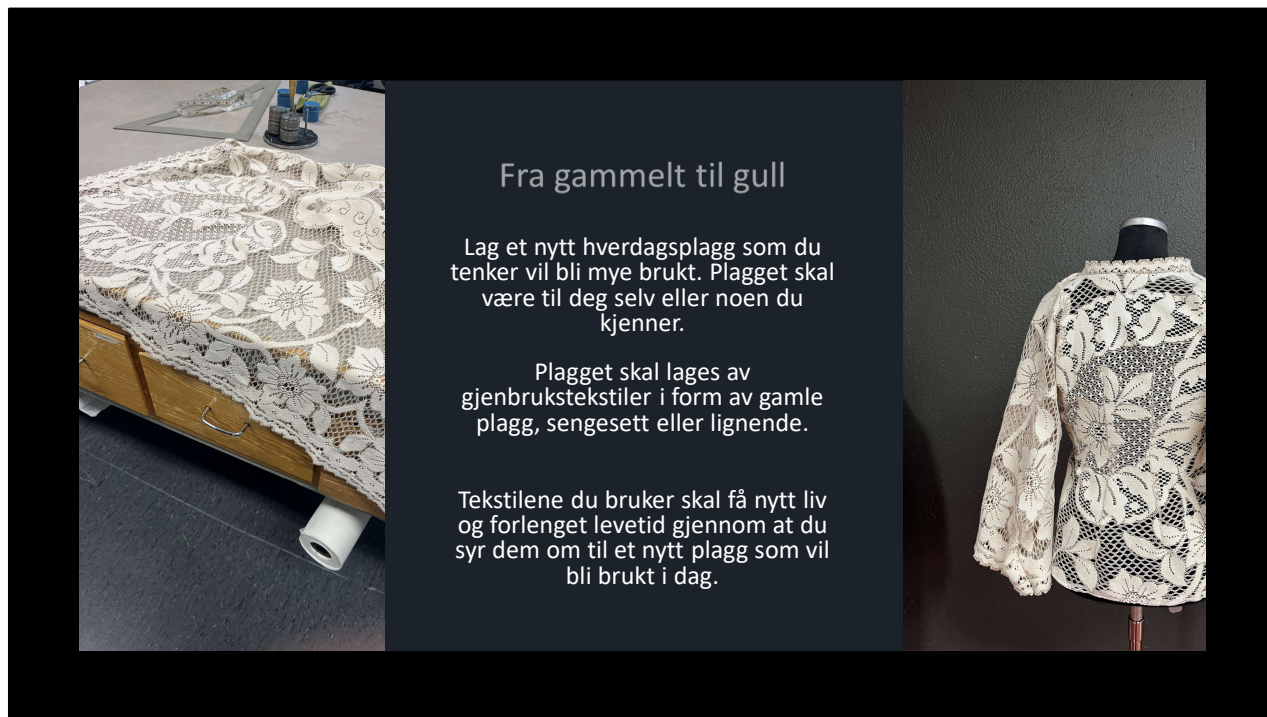 Fra gammelt til gull
Lag et nytt hverdagsplagg som du
tenker vil bli mye brukt. Plagget skal
være til deg selv eller noen du
kjenner.
Plagget skal lages av
gjenbrukstekstiler i form av gamle
plagg, sengesett eller lignende.
Tekstilene du bruker skal få nytt liv
og forlenget levetid gjennom at du
syr dem om til et nytt plagg som vil
bli brukt i dag.